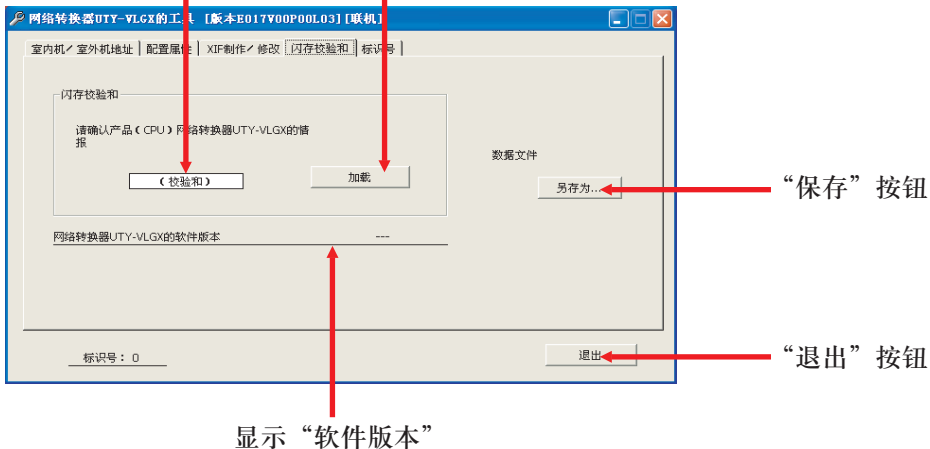 网络转换器UTY-VLGX的工具 [版本E017V00P00L03] [联机]
室内机/室外机地址 配置属性 XIF制作/修改 闪存校验和 标识号
闪存校验和
请确认产品(CPU)网络转换器UTY-VLGX的情
报
数据文件
(校验和) 加载
另存为...
“保存”按钮
网络转换器UTY-VLGX的软件版本 ---
标识号: 0
退出
“退出”按钮
显示“软件版本”